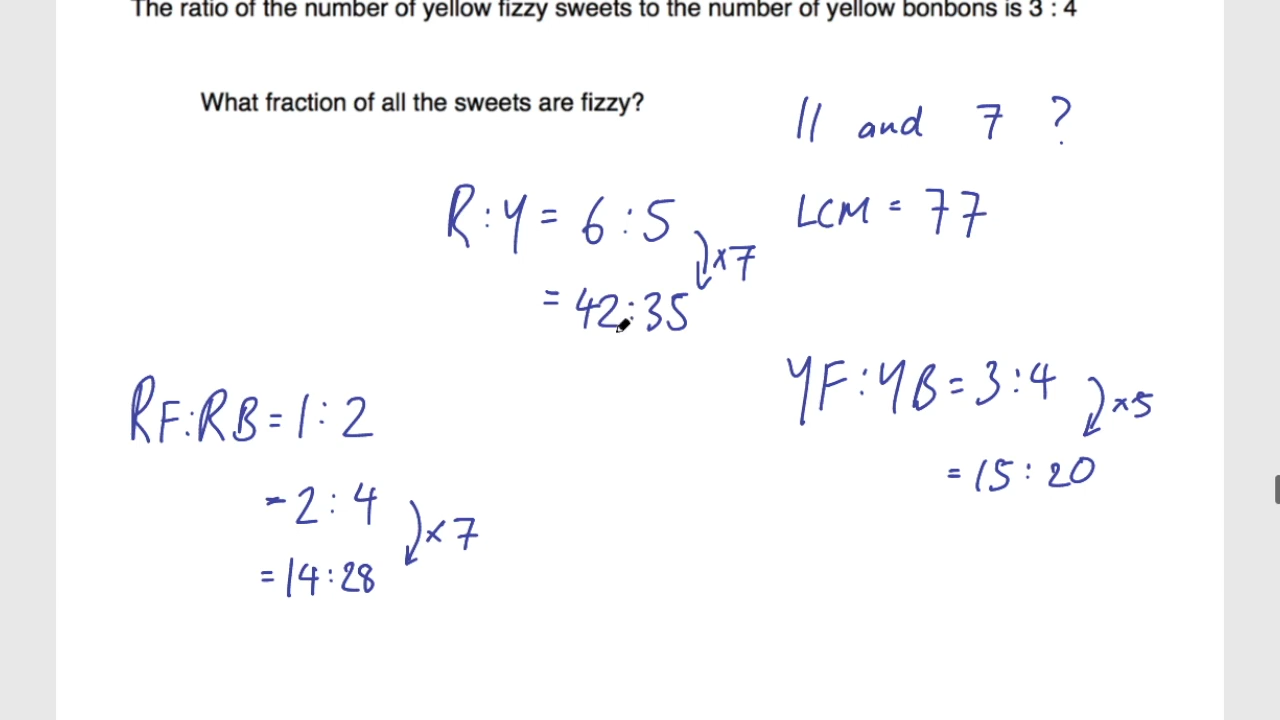 The ratio of the number of yellow fizzy sweets to the number of yellow bonbons is 3 : 4
What fraction of all the sweets are fizzy?
11 and 7 ?
R:Y = 6:5
LCM = 77
×7
= 42:35
RF:RB = 1:2
YF:YB = 3:4
×5
= 15:20
- 2:4
×7
= 14:28